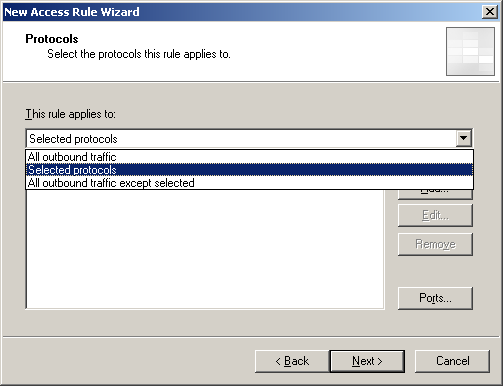 New Access Rule Wizard
Protocols
Select the protocols this rule applies to.
This rule applies to:
Selected protocols
All outbound traffic
Selected protocols
All outbound traffic except selected
Add...
Edit...
Remove
Ports...
< Back
Next >
Cancel